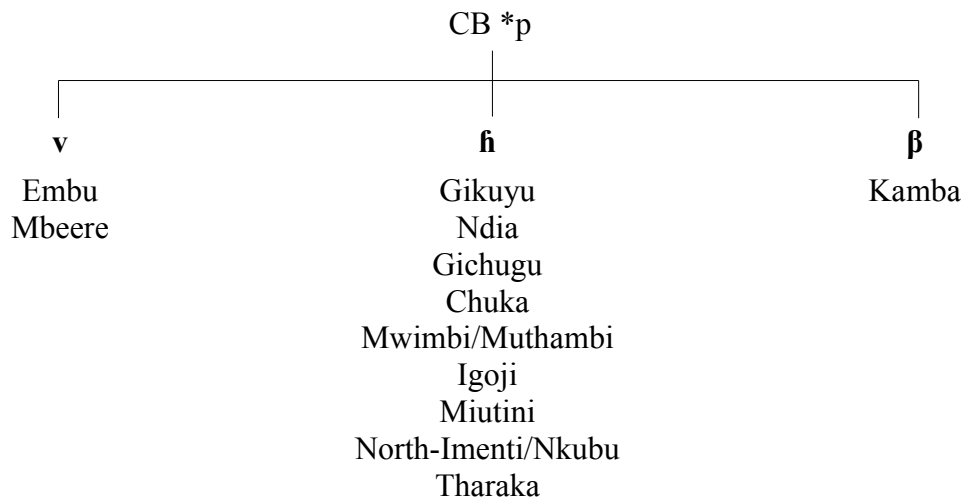 CB *p
v ɦ β
Embu Gikuyu Kamba
Mbeere Ndia
Gichugu
Chuka
Mwimbi/Muthambi
Igoji
Miutini
North-Imenti/Nkubu
Tharaka